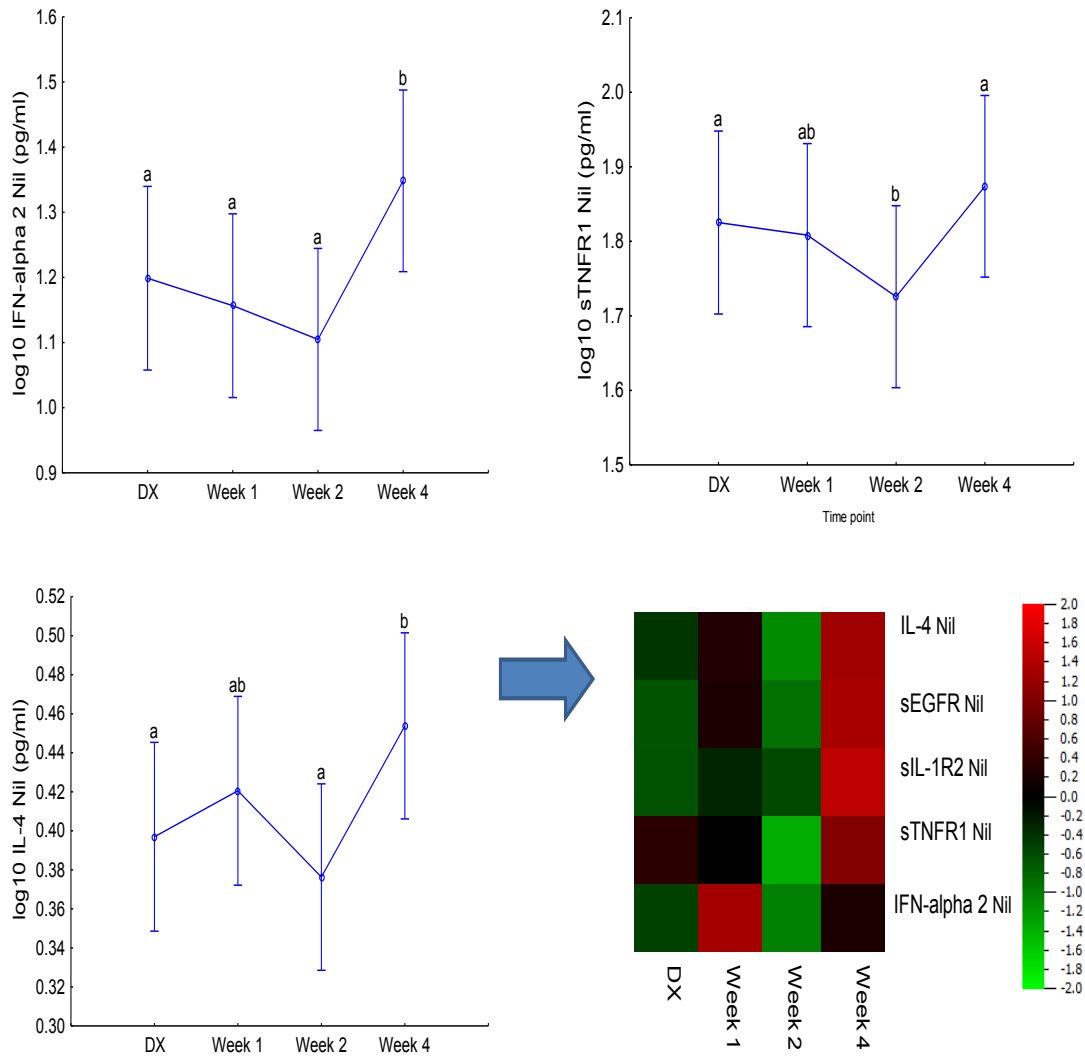 log10 IFN-alpha 2 Nil (pg/ml)
1.6
1.5
1.4
1.3
1.2
1.1
1.0
0.9
a
a
a
b
DX
Week 1
Week 2
Week 4
log10 sTNFR1 Nil (pg/ml)
2.1
2.0
1.9
1.8
1.7
1.6
1.5
a
ab
b
a
DX
Week 1
Week 2
Week 4
Time point
log10 IL-4 Nil (pg/ml)
0.52
0.50
0.48
0.46
0.44
0.42
0.40
0.38
0.36
0.34
0.32
0.30
a
ab
a
b
DX
Week 1
Week 2
Week 4
IL-4 Nil
sEGFR Nil
sIL-1R2 Nil
sTNFR1 Nil
IFN-alpha 2 Nil
DX
Week 1
Week 2
Week 4
2.0
1.8
1.6
1.4
1.2
1.0
0.8
0.6
0.4
0.2
0.0
-0.2
-0.4
-0.6
-0.8
-1.0
-1.2
-1.4
-1.6
-1.8
-2.0